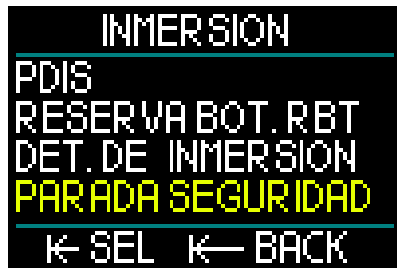 INMERSION
PDIS
RESERVA BOT. RBT
DET. DE INMERSION
PARADA SEGURIDAD
SEL BACK